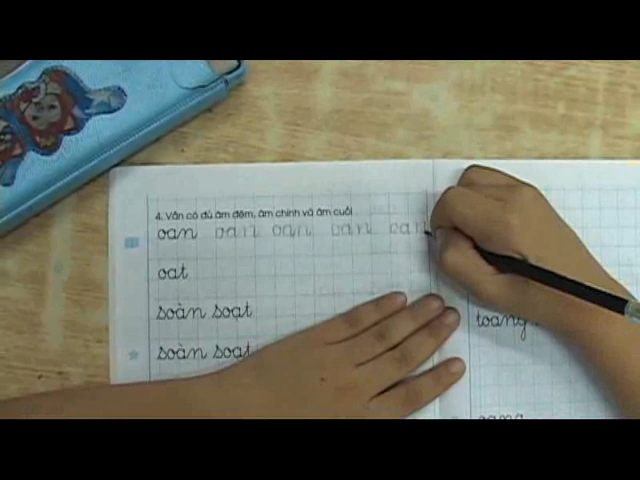 4. Vần có đủ âm đệm, âm chính và âm cuối
oan oan oan oan oan
oat
soàn soạt
soàn soạt
toang
oang